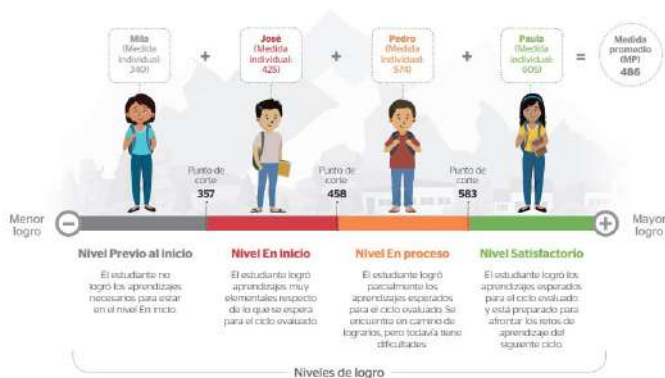 Mila
(Medida
individual:
340)
+
José
(Medida
individual:
425)
+
Pedro
(Medida
individual:
574)
+
Paula
(Medida
individual:
605)
=
Medida
promedio
(MP)
486
Punto de
corte
357
Punto de
corte
458
Punto de
corte
583
Menor
logro
Mayor
logro
Nivel Previo al inicio
El estudiante no
logró los aprendizajes
necesarios para estar
en el nivel En inicio.
Nivel En inicio
El estudiante logró
aprendizajes muy
elementales respecto
de lo que se espera
para el ciclo evaluado.
Nivel En proceso
El estudiante logró
parcialmente los
aprendizajes esperados
para el ciclo evaluado. Se
encuentra en camino de
lograrlos, pero todavía tiene
dificultades.
Nivel Satisfactorio
El estudiante logró los
aprendizajes esperados
para el ciclo evaluado
y está preparado para
afrontar los retos de
aprendizaje del
siguiente ciclo.
Niveles de logro